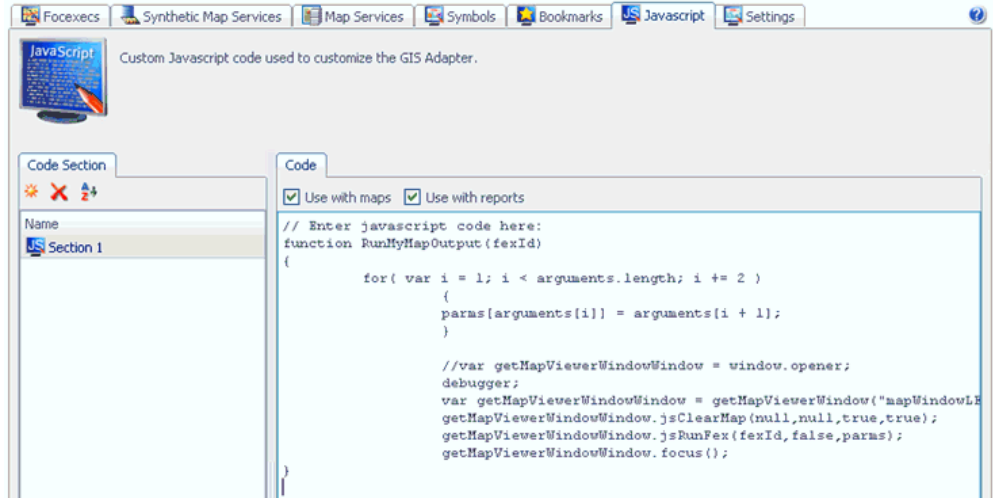 Focexecs Synthetic Map Services Map Services Symbols Bookmarks Javascript Settings
JavaScript
Custom Javascript code used to customize the GIS Adapter.
Code Section
Code
Use with maps Use with reports
Name
Section 1
// Enter javascript code here:
function RunMyMapOutput(fexId)
{
for( var i = 1; i < arguments.length; i += 2 )
{
parms[arguments[i]] = arguments[i + 1];
}
//var getMapViewerWindowWindow = window.opener;
debugger;
var getMapViewerWindowWindow = getMapViewerWindow("mapWindowLE
getMapViewerWindowWindow.jsClearMap(null,null,true,true);
getMapViewerWindowWindow.jsRunFex(fexId,false,parms);
getMapViewerWindowWindow.focus();
}